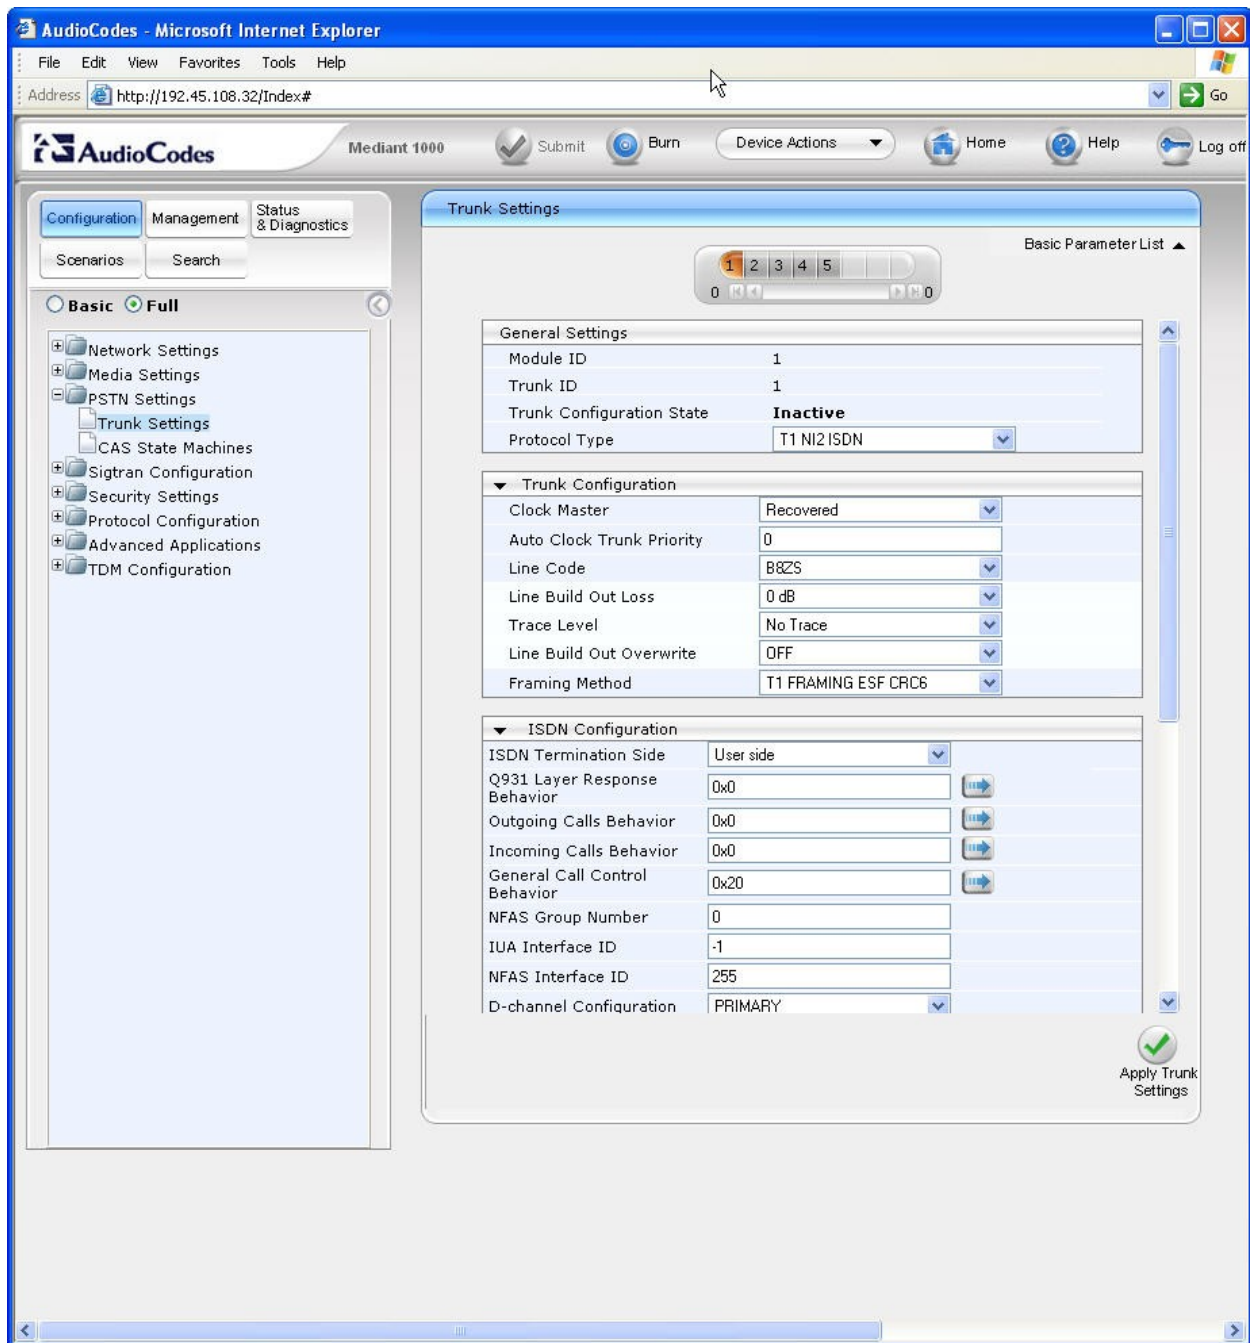 AudioCodes - Microsoft Internet Explorer
File Edit View Favorites Tools Help
Address http://192.45.108.32/Index# Go
AudioCodes Mediant 1000 Submit Burn Device Actions Home Help Log off
Configuration Management Status & Diagnostics
Scenarios Search
Basic Full
Network Settings
Media Settings
PSTN Settings
Trunk Settings
CAS State Machines
Sigtran Configuration
Security Settings
Protocol Configuration
Advanced Applications
TDM Configuration
Trunk Settings
Basic Parameter List
1 2 3 4 5
0 0
General Settings
Module ID 1
Trunk ID 1
Trunk Configuration State Inactive
Protocol Type T1 NI2 ISDN
Trunk Configuration
Clock Master Recovered
Auto Clock Trunk Priority 0
Line Code B8ZS
Line Build Out Loss 0 dB
Trace Level No Trace
Line Build Out Overwrite OFF
Framing Method T1 FRAMING ESF CRC6
ISDN Configuration
ISDN Termination Side User side
Q931 Layer Response
Behavior 0x0
Outgoing Calls Behavior 0x0
Incoming Calls Behavior 0x0
General Call Control
Behavior 0x20
NFAS Group Number 0
IUA Interface ID -1
NFAS Interface ID 255
D-channel Configuration PRIMARY
Apply Trunk
Settings